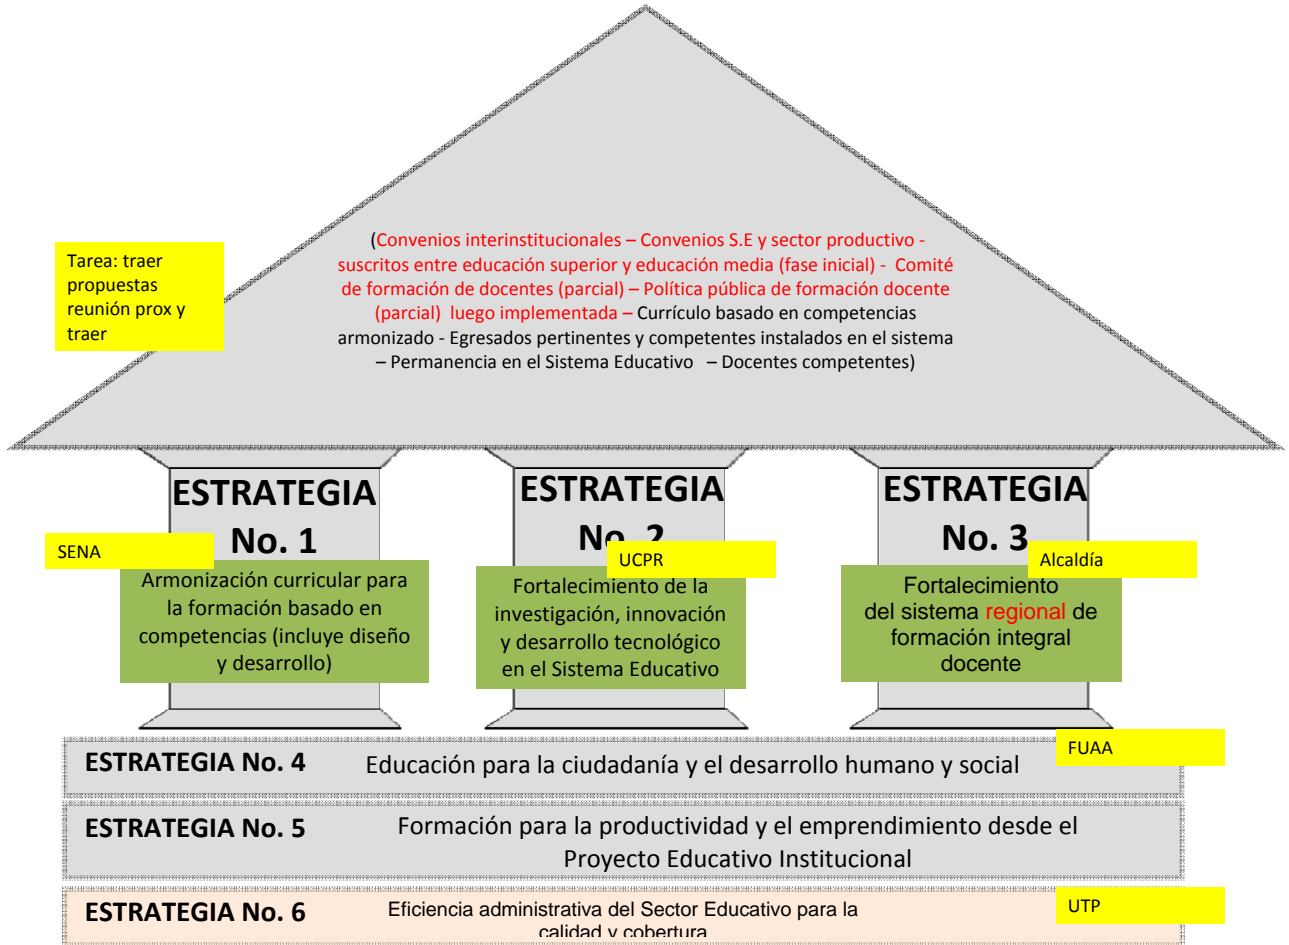 (Convenios interinstitucionales – Convenios S.E y sector productivo -
suscritos entre educación superior y educación media (fase inicial) - Comité
de formación de docentes (parcial) – Política pública de formación docente
(parcial) luego implementada – Currículo basado en competencias
armonizado - Egresados pertinentes y competentes instalados en el sistema
– Permanencia en el Sistema Educativo – Docentes competentes)
Tarea: traer
propuestas
reunión prox y
traer
ESTRATEGIA
No. 1
SENA
Armonización curricular para
la formación basado en
competencias (incluye diseño
y desarrollo)
ESTRATEGIA
No. 2
UCPR
Fortalecimiento de la
investigación, innovación
y desarrollo tecnológico
en el Sistema Educativo
ESTRATEGIA
No. 3
Alcaldía
Fortalecimiento
del sistema regional de
formación integral
docente
FUAA
ESTRATEGIA No. 4 Educación para la ciudadanía y el desarrollo humano y social
ESTRATEGIA No. 5 Formación para la productividad y el emprendimiento desde el
Proyecto Educativo Institucional
UTP
ESTRATEGIA No. 6 Eficiencia administrativa del Sector Educativo para la
calidad y cobertura